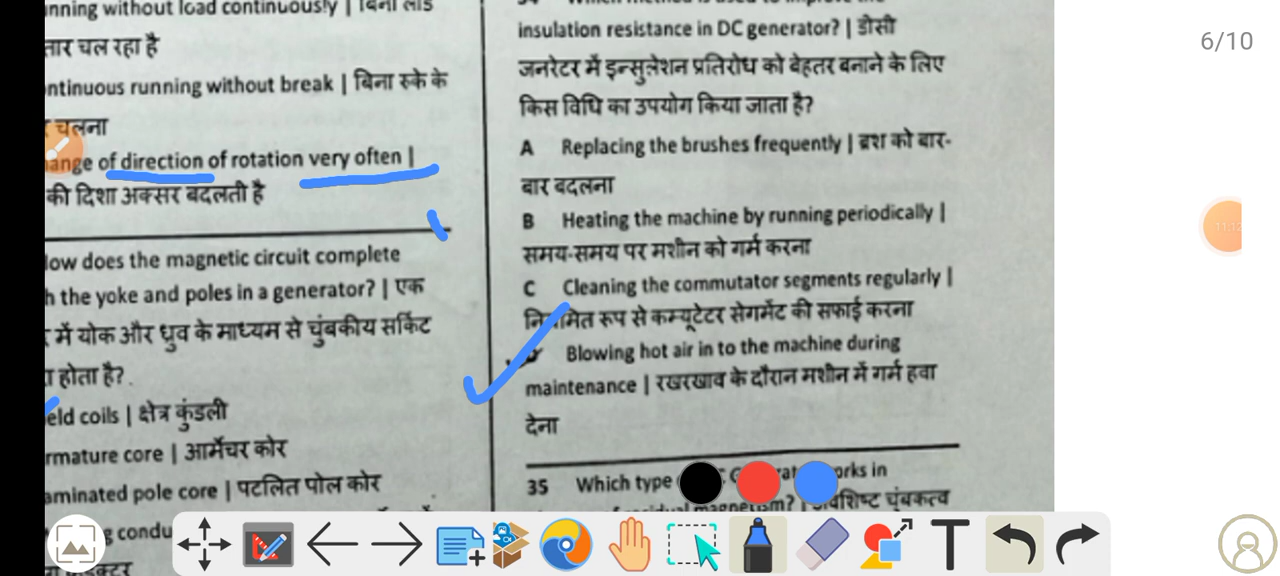 nning without load continuously | बिना लोड
तार चल रहा है
ntinuous running without break | बिना रुके के
चलना
ange of direction of rotation very often |
की दिशा अक्सर बदलती है
low does the magnetic circuit complete
h the yoke and poles in a generator? | एक
में योक और ध्रुव के माध्यम से चुंबकीय सर्किट
होता है?
eld coils | क्षेत्र कुंडली
rmature core | आर्मेचर कोर
aminated pole core | पटलित पोल कोर
g condu
insulation resistance in DC generator? | डीसी
जनरेटर में इन्सुलेशन प्रतिरोध को बेहतर बनाने के लिए
किस विधि का उपयोग किया जाता है?
A Replacing the brushes frequently | ब्रश को बार-
बार बदलना
B Heating the machine by running periodically |
समय-समय पर मशीन को गर्म करना
C Cleaning the commutator segments regularly |
नियमित रूप से कम्यूटेटर सेगमेंट की सफाई करना
Blowing hot air in to the machine during
maintenance | रखरखाव के दौरान मशीन में गर्म हवा
देना
35 Which type orks in
चुंबकत्व
6/10
T